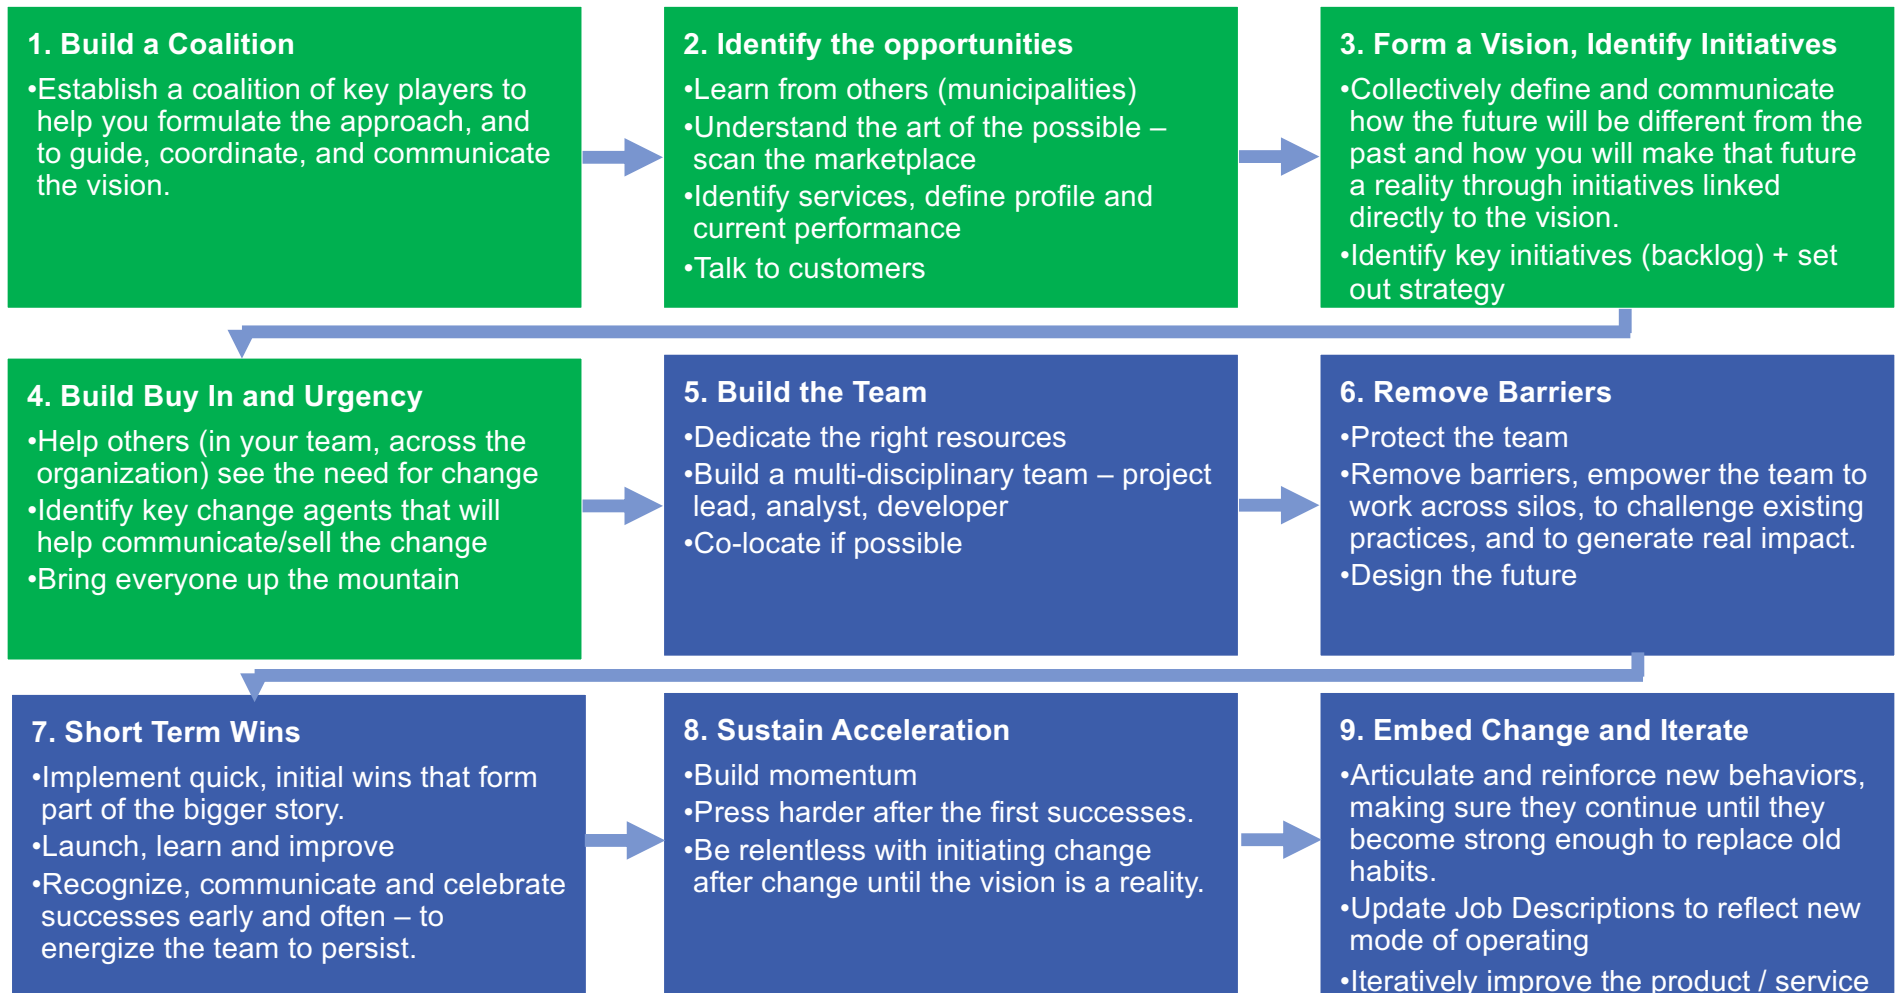 1. Build a Coalition
•Establish a coalition of key players to
help you formulate the approach, and
to guide, coordinate, and communicate
the vision.
2. Identify the opportunities
•Learn from others (municipalities)
•Understand the art of the possible –
scan the marketplace
•Identify services, define profile and
current performance
•Talk to customers
3. Form a Vision, Identify Initiatives
•Collectively define and communicate
how the future will be different from the
past and how you will make that future
a reality through initiatives linked
directly to the vision.
•Identify key initiatives (backlog) + set
out strategy
4. Build Buy In and Urgency
•Help others (in your team, across the
organization) see the need for change
•Identify key change agents that will
help communicate/sell the change
•Bring everyone up the mountain
5. Build the Team
•Dedicate the right resources
•Build a multi-disciplinary team – project
lead, analyst, developer
•Co-locate if possible
6. Remove Barriers
•Protect the team
•Remove barriers, empower the team to
work across silos, to challenge existing
practices, and to generate real impact.
•Design the future
7. Short Term Wins
•Implement quick, initial wins that form
part of the bigger story.
•Launch, learn and improve
•Recognize, communicate and celebrate
successes early and often – to
energize the team to persist.
8. Sustain Acceleration
•Build momentum
•Press harder after the first successes.
•Be relentless with initiating change
after change until the vision is a reality.
9. Embed Change and Iterate
•Articulate and reinforce new behaviors,
making sure they continue until they
become strong enough to replace old
habits.
•Update Job Descriptions to reflect new
mode of operating
•Iteratively improve the product / service